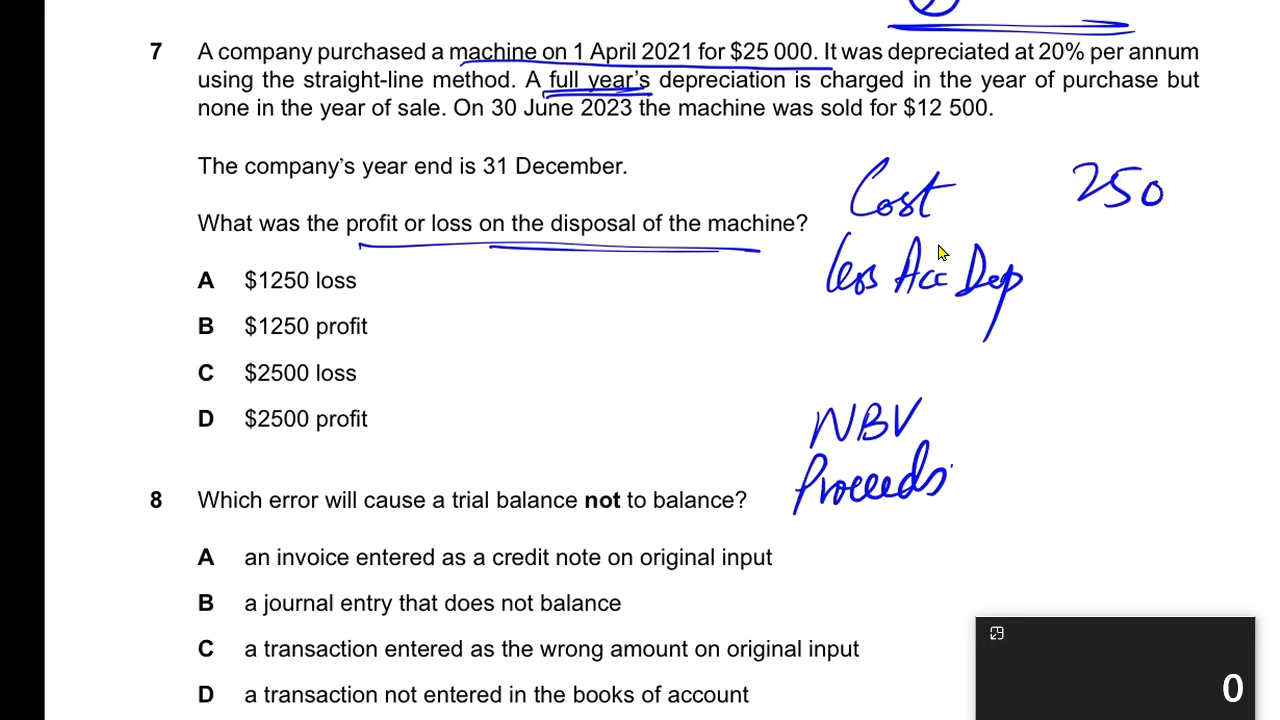 7 A company purchased a machine on 1 April 2021 for $25 000. It was depreciated at 20% per annum
using the straight-line method. A full year’s depreciation is charged in the year of purchase but
none in the year of sale. On 30 June 2023 the machine was sold for $12 500.
The company’s year end is 31 December.
What was the profit or loss on the disposal of the machine?
A $1250 loss
B $1250 profit
C $2500 loss
D $2500 profit
Cost 250
less Acc Dep
NBV
Proceeds
8 Which error will cause a trial balance not to balance?
A an invoice entered as a credit note on original input
B a journal entry that does not balance
C a transaction entered as the wrong amount on original input
D a transaction not entered in the books of account
0